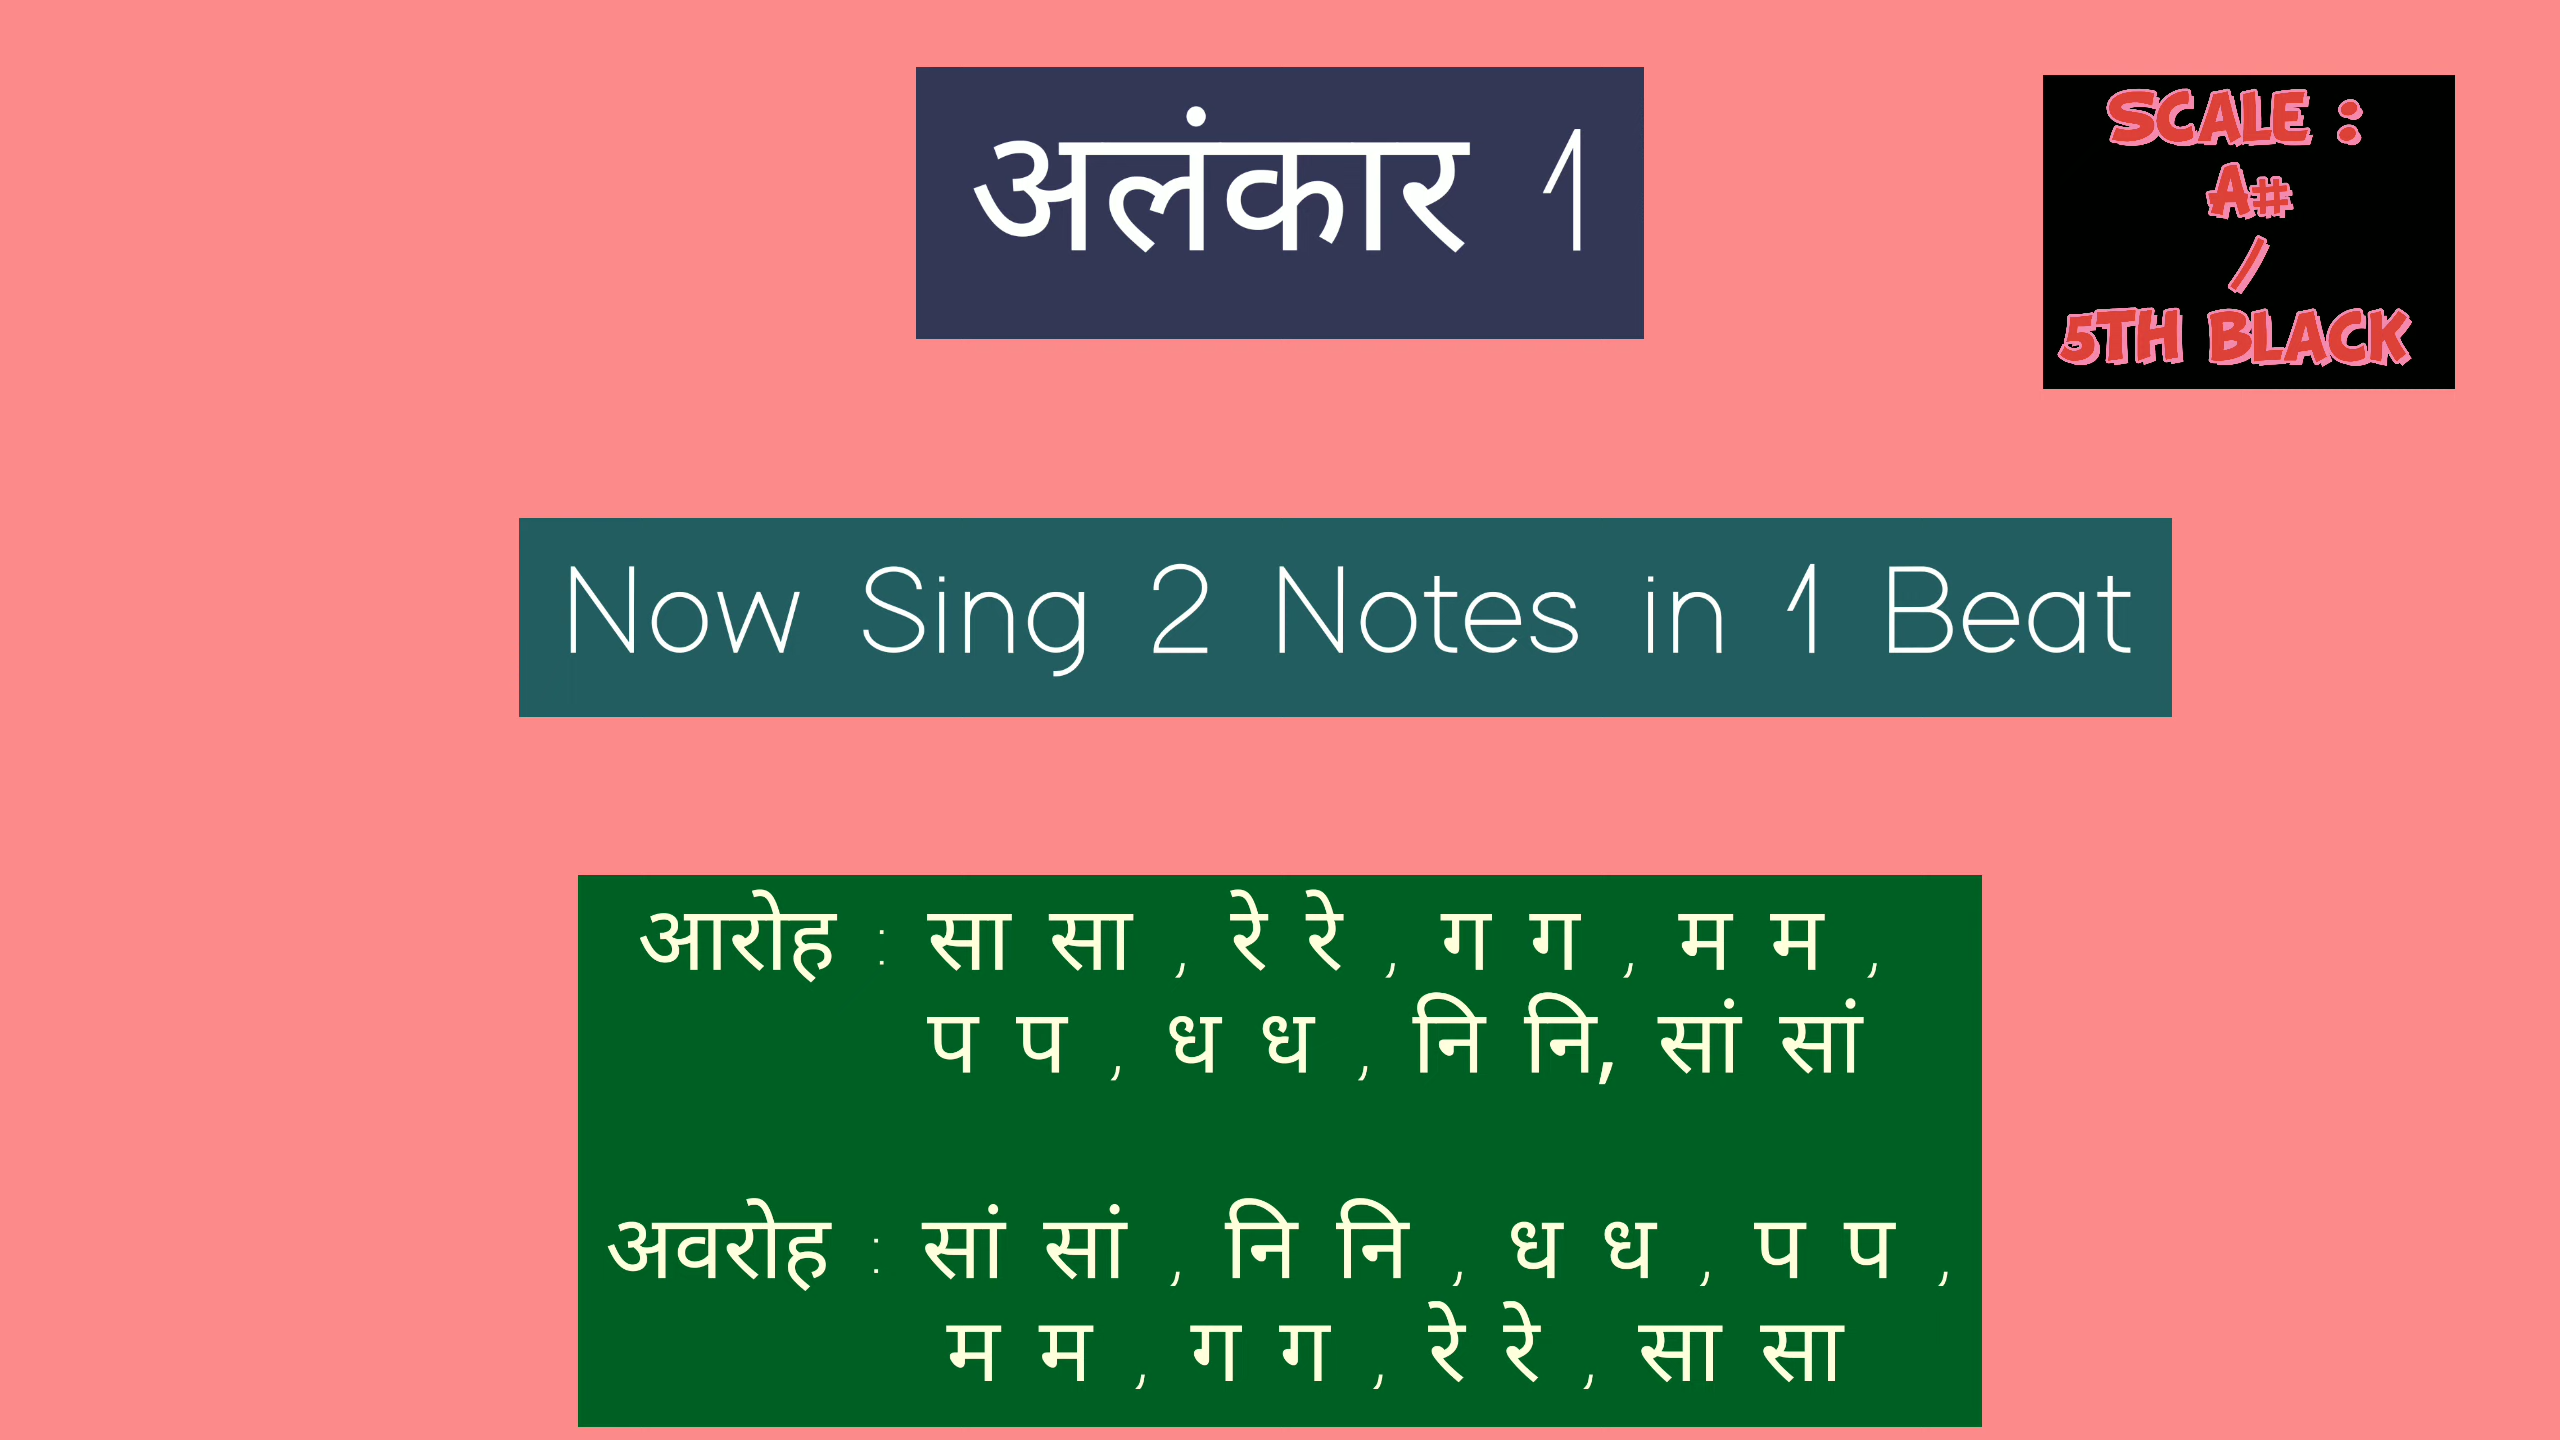 अलंकार 1
SCALE :
A#
/
5TH BLACK
Now Sing 2 Notes in 1 Beat
आरोह : सा सा , रे रे , ग ग , म म ,
प प , ध ध , नि नि, सां सां
अवरोह : सां सां , नि नि , ध ध , प प ,
म म , ग ग , रे रे , सा सा